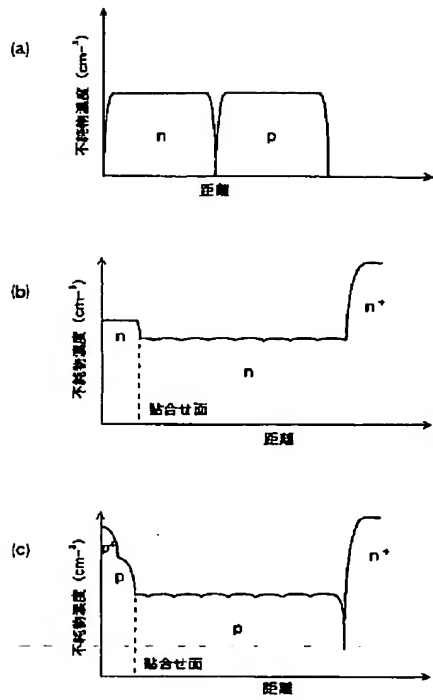 (a)
不純物濃度 (cm⁻³)
n
p
距離
(b)
不純物濃度 (cm⁻³)
n
n
n⁺
貼合せ面
距離
(c)
不純物濃度 (cm⁻³)
p
p
n⁺
貼合せ面
距離